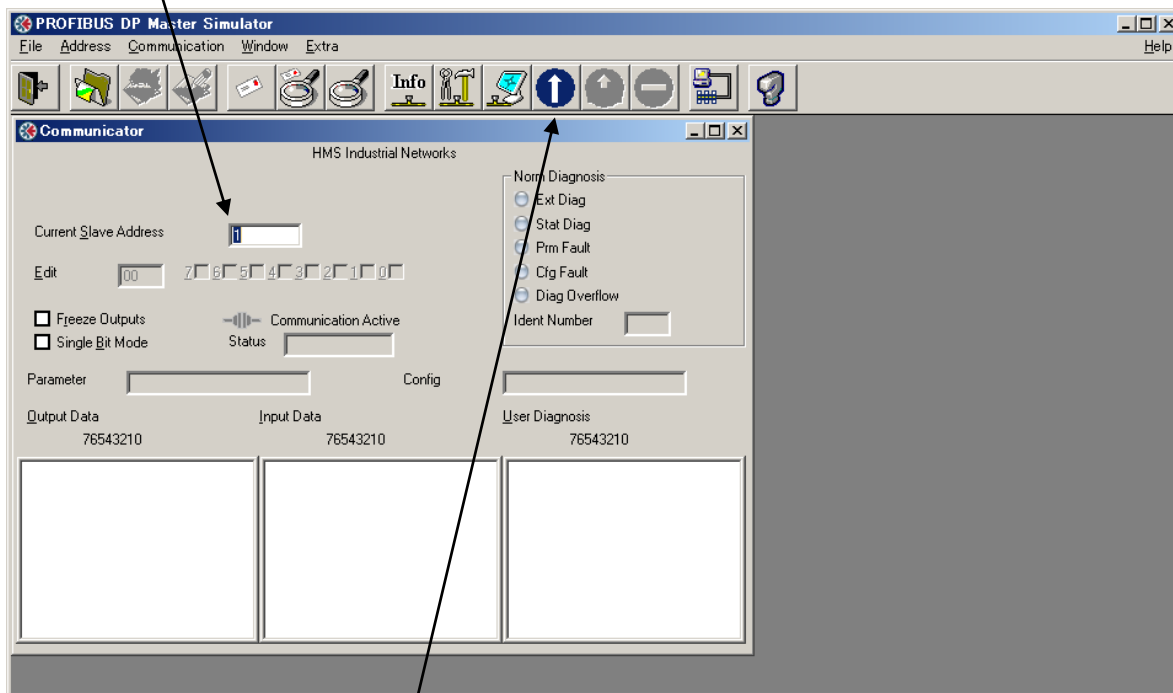 PROFIBUS DP Master Simulator
File Address Communication Window Extra Help
Info
Communicator
HMS Industrial Networks
Norm Diagnosis
Ext Diag
Stat Diag
Prm Fault
Cfg Fault
Diag Overflow
Ident Number
Current Slave Address 1
Edit 00 7 6 5 4 3 2 1 0
Freeze Outputs Communication Active
Single Bit Mode Status
Parameter Config
Output Data Input Data User Diagnosis
76543210 76543210 76543210